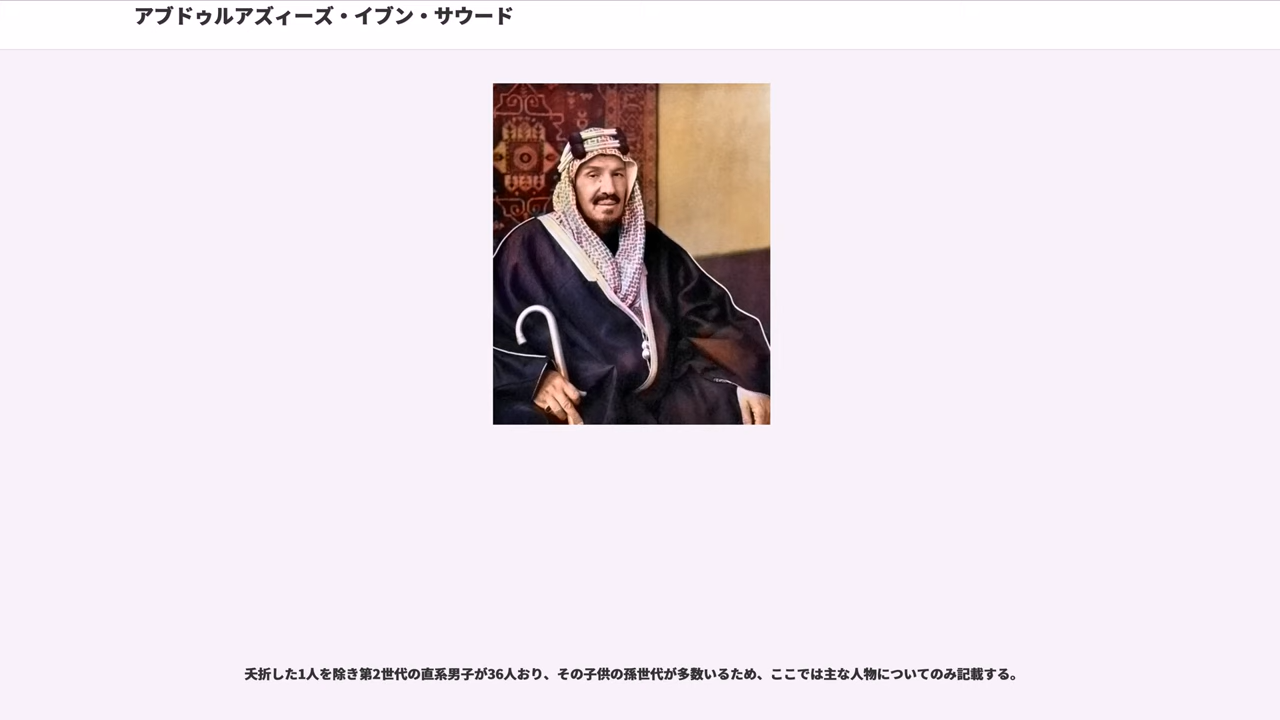 アブドゥルアズィーズ・イブン・サウード
夭折した1人を除き第2世代の直系男子が36人おり、その子供の孫世代が多数いるため、ここでは主な人物についてのみ記載する。